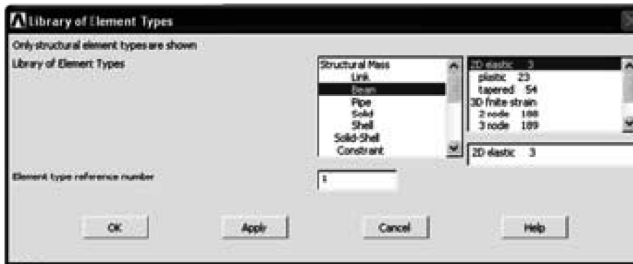 Library of Element Types
Only structural element types are shown
Library of Element Types
Structural Mass
Link
Beam
Pipe
Solid
Shell
Solid-Shell
Constraint
2D elastic 3
plastic 23
tapered 54
3D finite strain
2 node 188
3 node 189
2D elastic 3
Element type reference number
1
OK
Apply
Cancel
Help